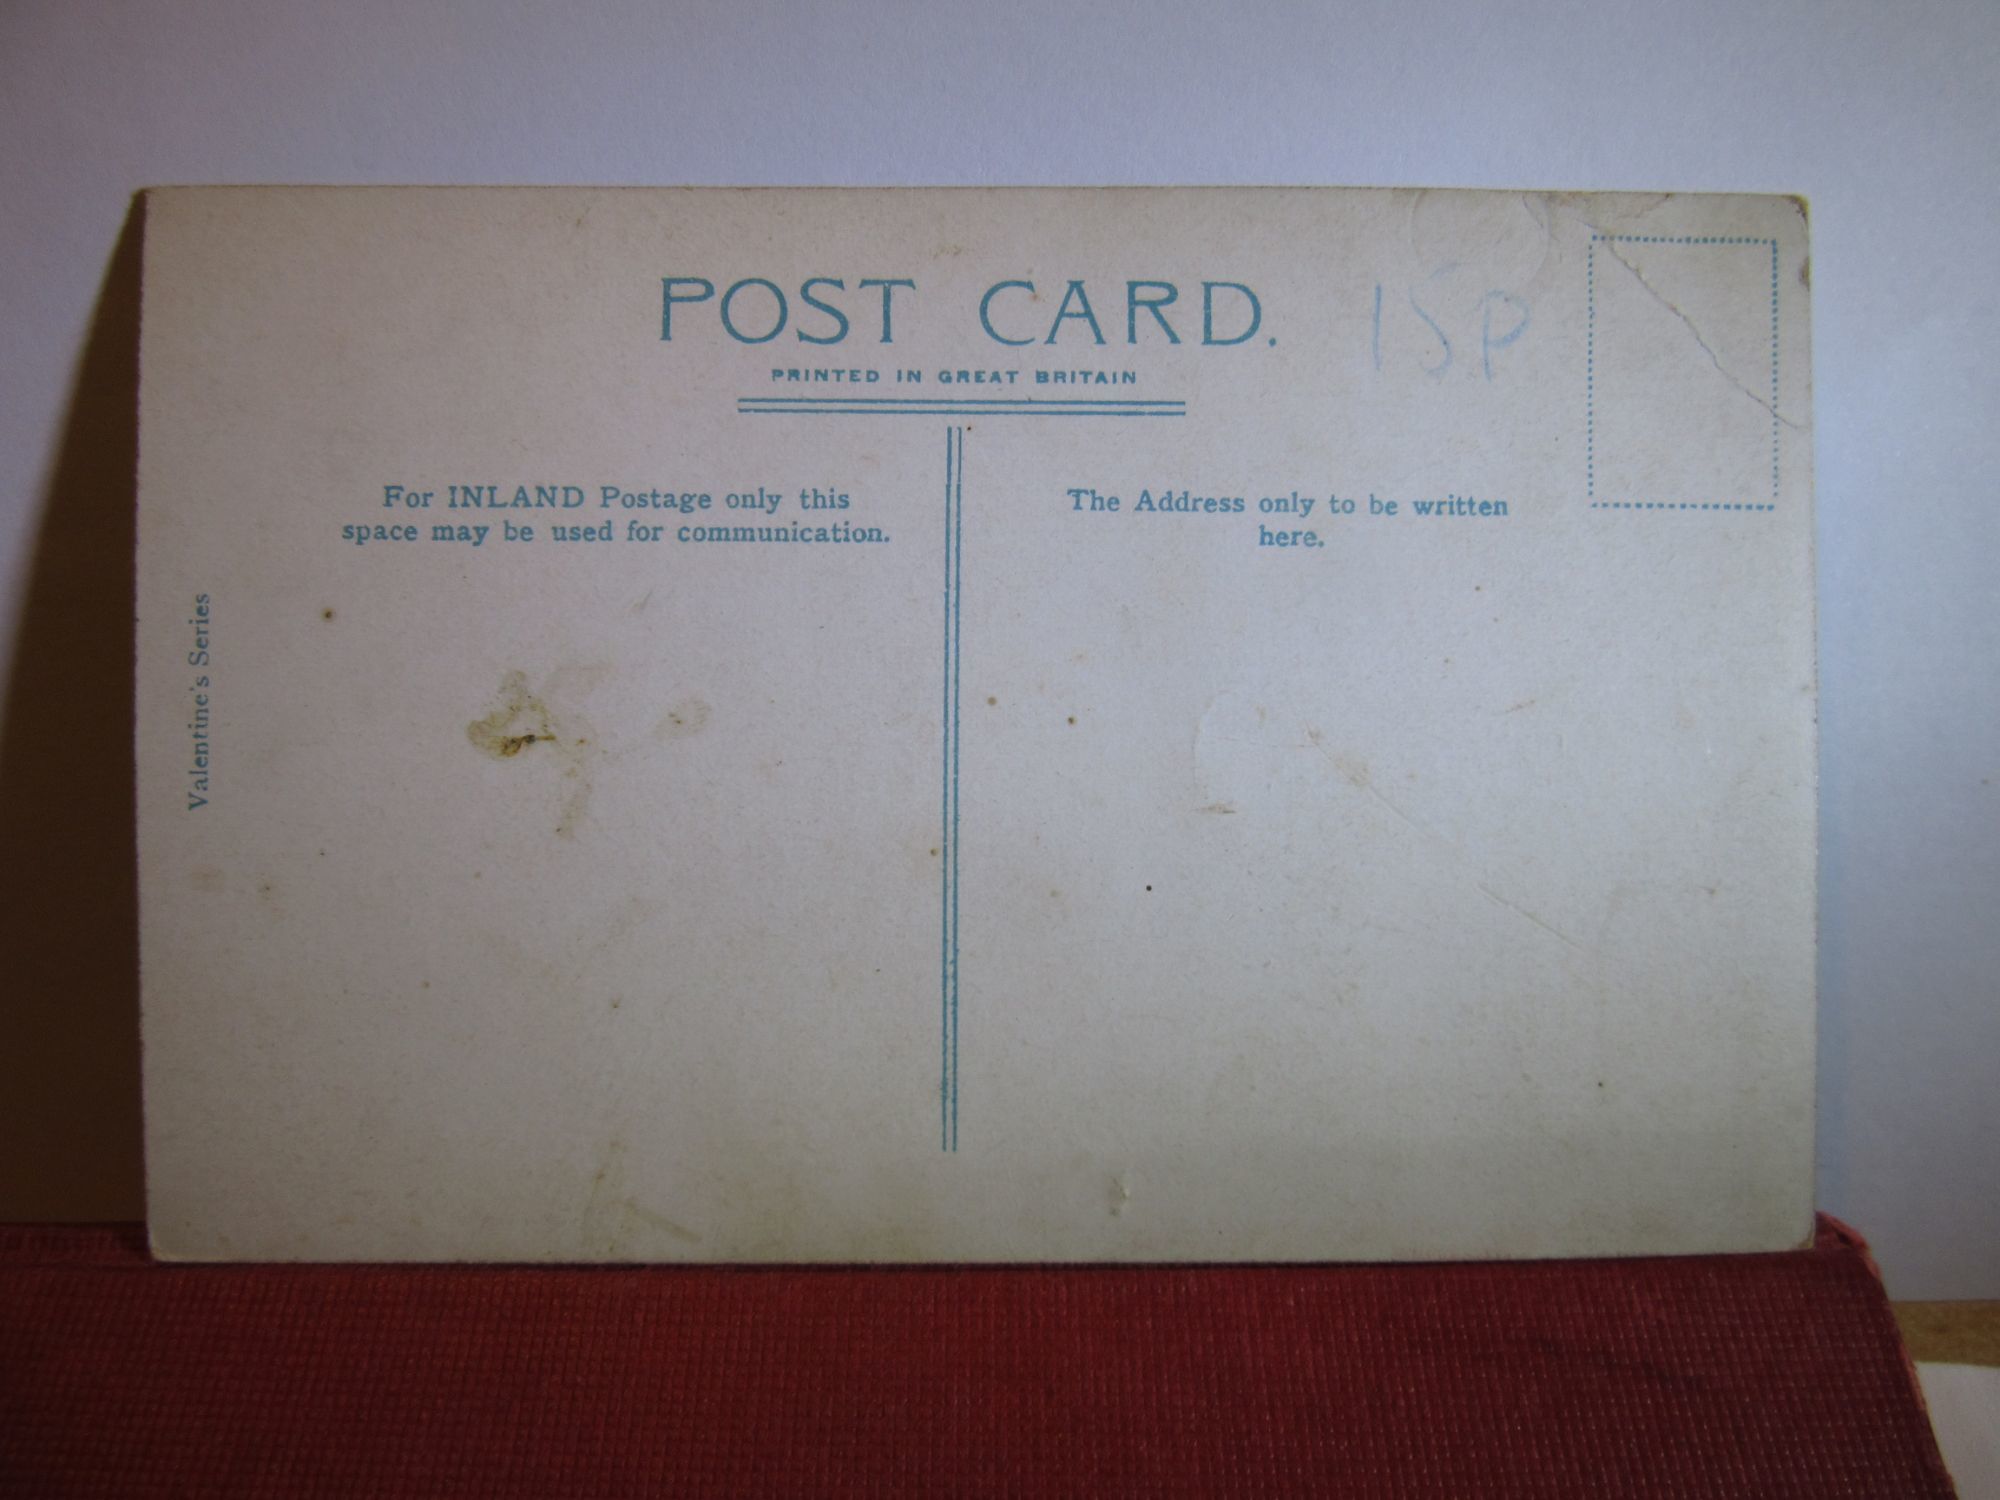 POST CARD.
15P
PRINTED IN GREAT BRITAIN
For INLAND Postage only this
space may be used for communication.
The Address only to be written
here.
Valentine's Series